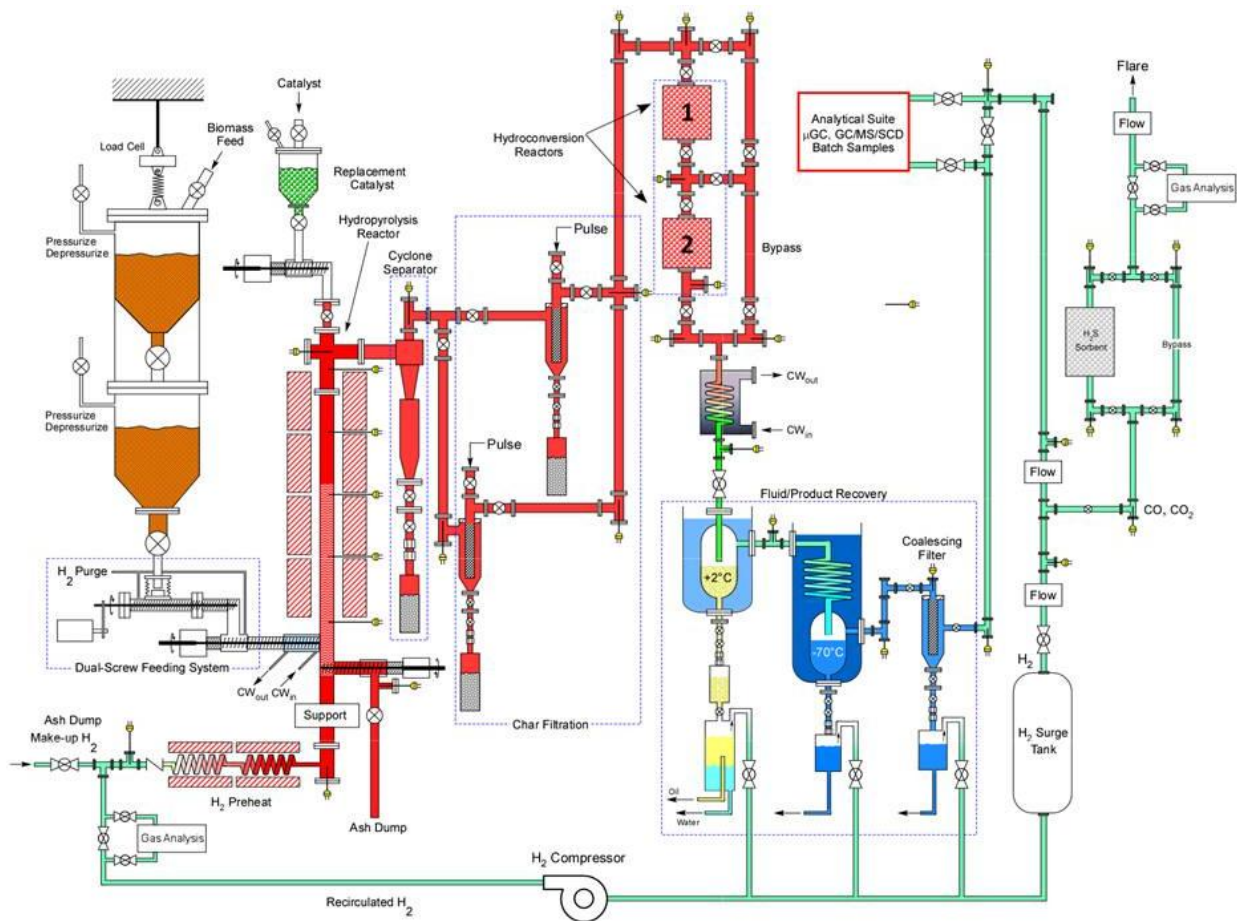 Catalyst
Biomass
Feed
Load Cell
Replacement
Catalyst
Hydropyrolysis
Reactor
Pressurize
Depressurize
Cyclone
Separator
Pulse
1
Hydroconversion
Reactors
2
Bypass
Analytical Suite
μGC, GC/MS/SCD
Batch Samples
Flare
Flow
Gas Analysis
H2S
Sorbent
Bypass
CWout
CWin
Pressurize
Depressurize
Pulse
Fluid/Product Recovery
Flow
CO, CO2
Flow
Coalescing
Filter
+2°C
-70°C
H2 Purge
Dual-Screw Feeding System
CWout CWin
Support
Char Filtration
H2
H2 Surge
Tank
Ash Dump
Make-up H2
H2 Preheat
Ash Dump
Oil
Water
Gas Analysis
H2 Compressor
Recirculated H2